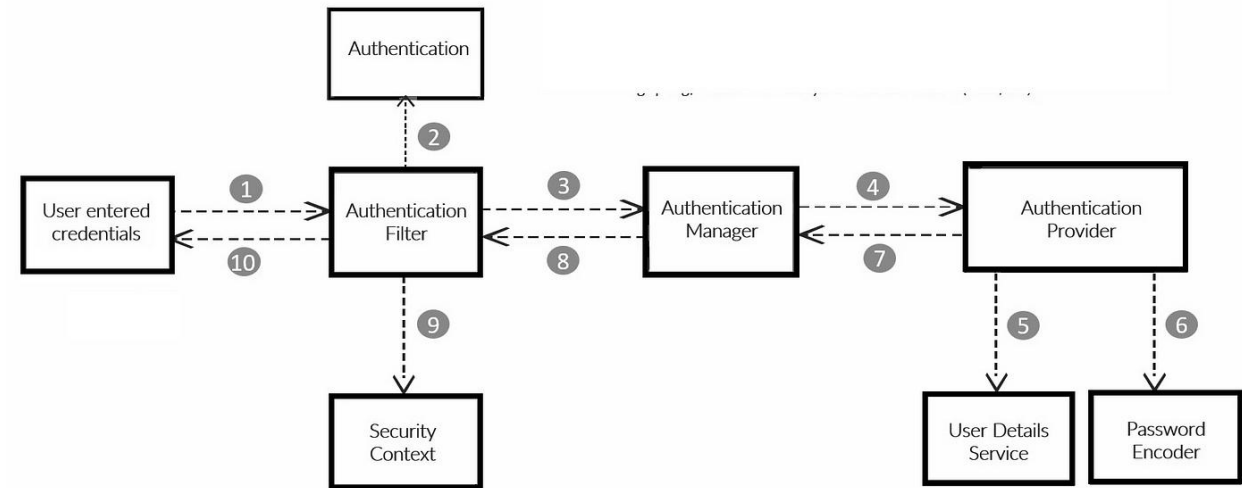 Authentication
2
1
3
4
User entered
credentials
Authentication
Filter
Authentication
Manager
Authentication
Provider
10
8
7
9
5
6
Security
Context
User Details
Service
Password
Encoder